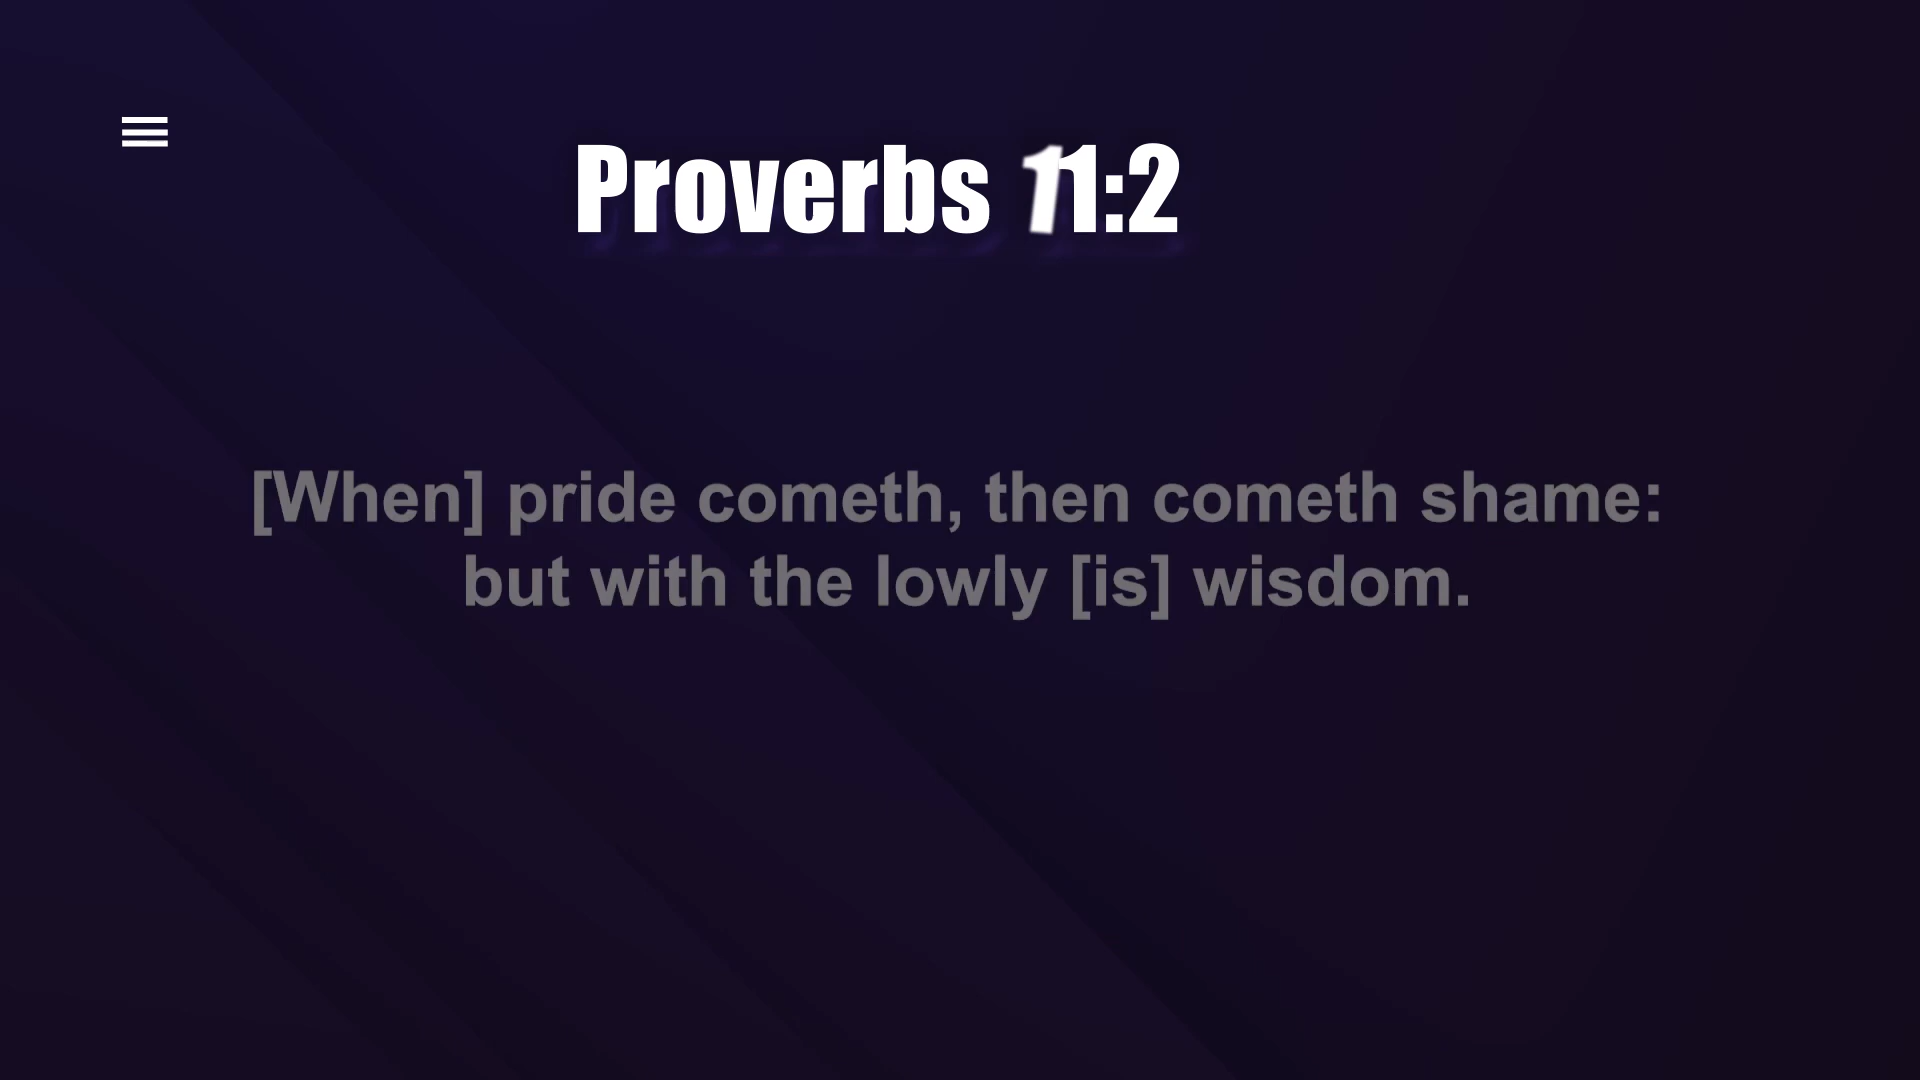 Proverbs 11:2
[When] pride cometh, then cometh shame:
but with the lowly [is] wisdom.